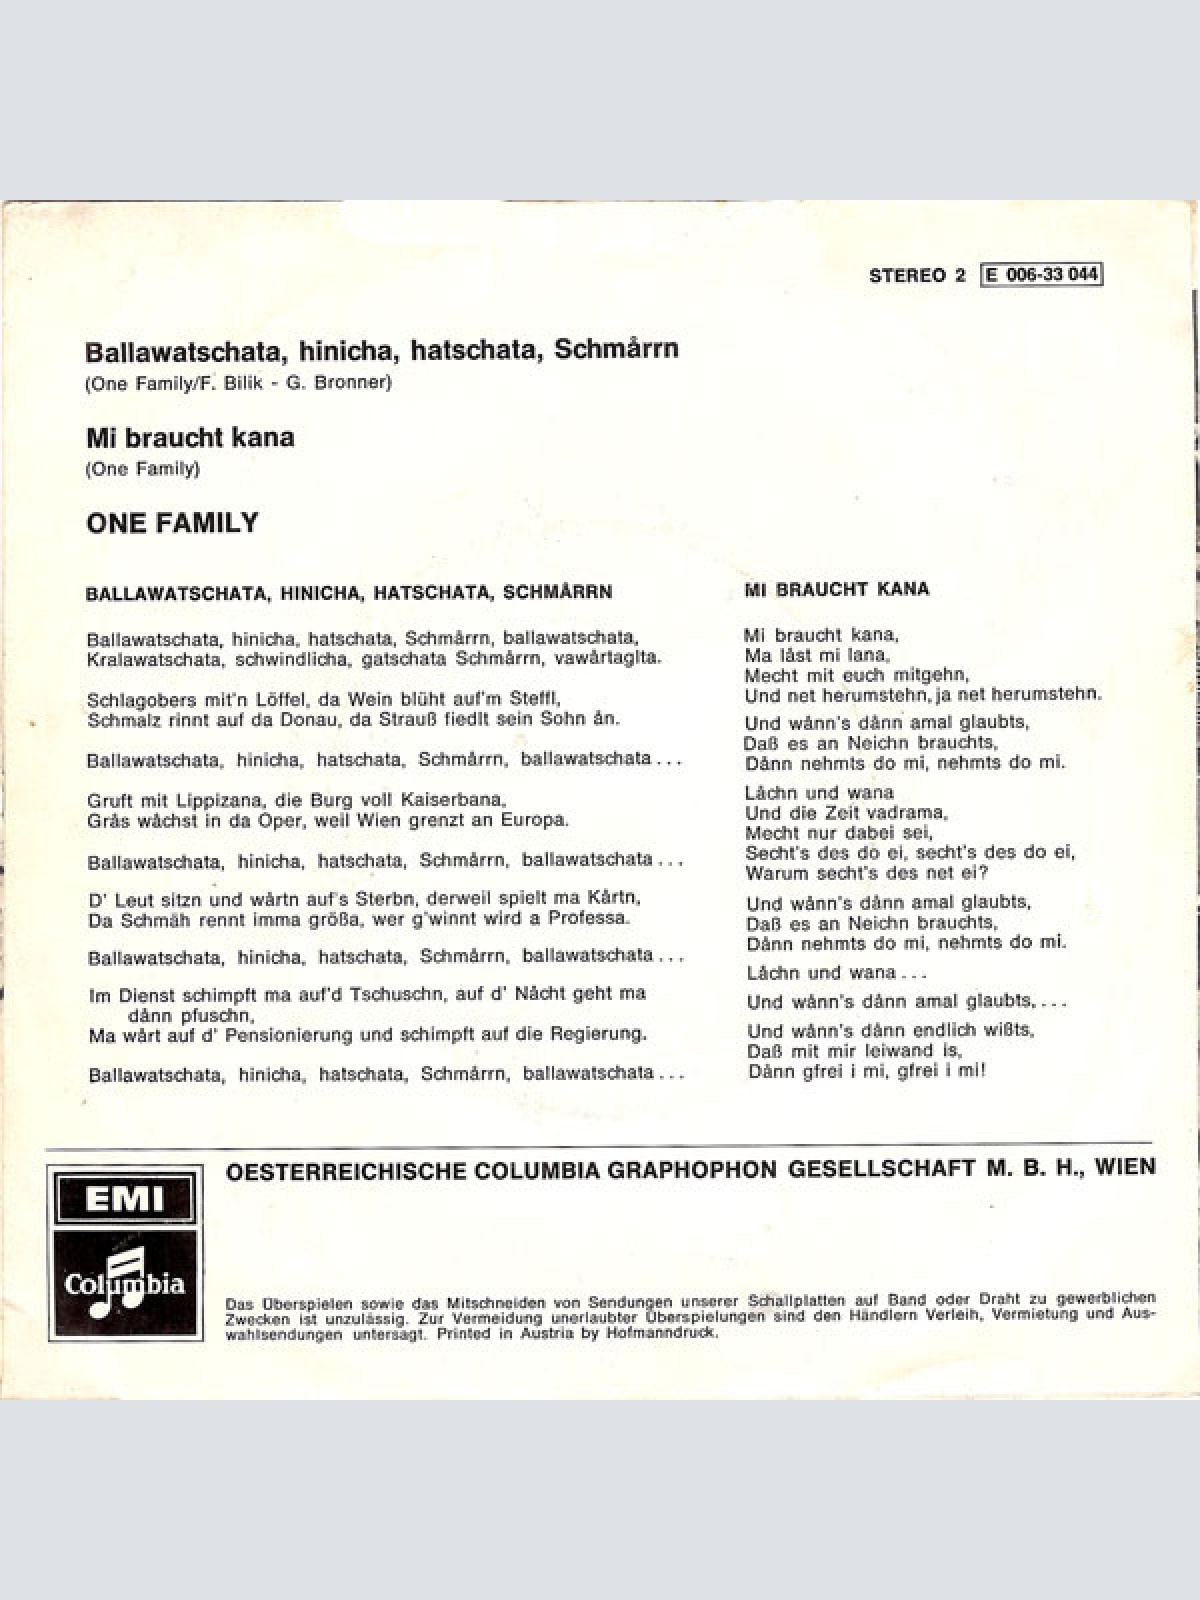 STEREO 2 E 006-33 044
Ballawatschata, hinicha, hatschata, Schmårrn
(One Family/F. Bilik - G. Bronner)
Mi braucht kana
(One Family)
ONE FAMILY
BALLAWATSCHATA, HINICHA, HATSCHATA, SCHMÅRRN
Ballawatschata, hinicha, hatschata, Schmårrn, ballawatschata,
Kralawatschata, schwindlicha, gatschata Schmårrn, vawårtaglta.
Schlagobers mit'n Löffel, da Wein blüht auf'm Steffl,
Schmalz rinnt auf da Donau, da Strauß fiedlt sein Sohn ån.
Ballawatschata, hinicha, hatschata, Schmårrn, ballawatschata...
Gruft mit Lippizana, die Burg voll Kaiserbana,
Grås wåchst in da Oper, weil Wien grenzt an Europa.
Ballawatschata, hinicha, hatschata, Schmårrn, ballawatschata...
D' Leut sitzn und wårtn auf's Sterbn, derweil spielt ma Kårtn,
Da Schmäh rennt imma größa, wer g'winnt wird a Professa.
Ballawatschata, hinicha, hatschata, Schmårrn, ballawatschata...
Im Dienst schimpft ma auf'd Tschuschn, auf d' Nåcht geht ma
dånn pfuschn,
Ma wårt auf d' Pensionierung und schimpft auf die Regierung.
Ballawatschata, hinicha, hatschata, Schmårrn, ballawatschata...
MI BRAUCHT KANA
Mi braucht kana,
Ma låst mi lana,
Mecht mit euch mitgehn,
Und net herumstehn, ja net herumstehn.
Und wånn's dånn amal glaubts,
Daß es an Neichn brauchts,
Dånn nehmts do mi, nehmts do mi.
Låchn und wana
Und die Zeit vadrama,
Mecht nur dabei sei,
Secht's des do ei, secht's des do ei,
Warum secht's des net ei?
Und wånn's dånn amal glaubts,
Daß es an Neichn brauchts,
Dånn nehmts do mi, nehmts do mi.
Låchn und wana...
Und wånn's dånn amal glaubts,...
Und wånn's dånn endlich wißts,
Daß mit mir leiwand is,
Dånn gfrei i mi, gfrei i mi!
OESTERREICHISCHE COLUMBIA GRAPHOPHON GESELLSCHAFT M. B. H., WIEN
EMI
Columbia
Das Überspielen sowie das Mitschneiden von Sendungen unserer Schallplatten auf Band oder Draht zu gewerblichen
Zwecken ist unzulässig. Zur Vermeidung unerlaubter Überspielungen sind den Händlern Verleih, Vermietung und Aus-
wahlsendungen untersagt. Printed in Austria by Hofmanndruck.